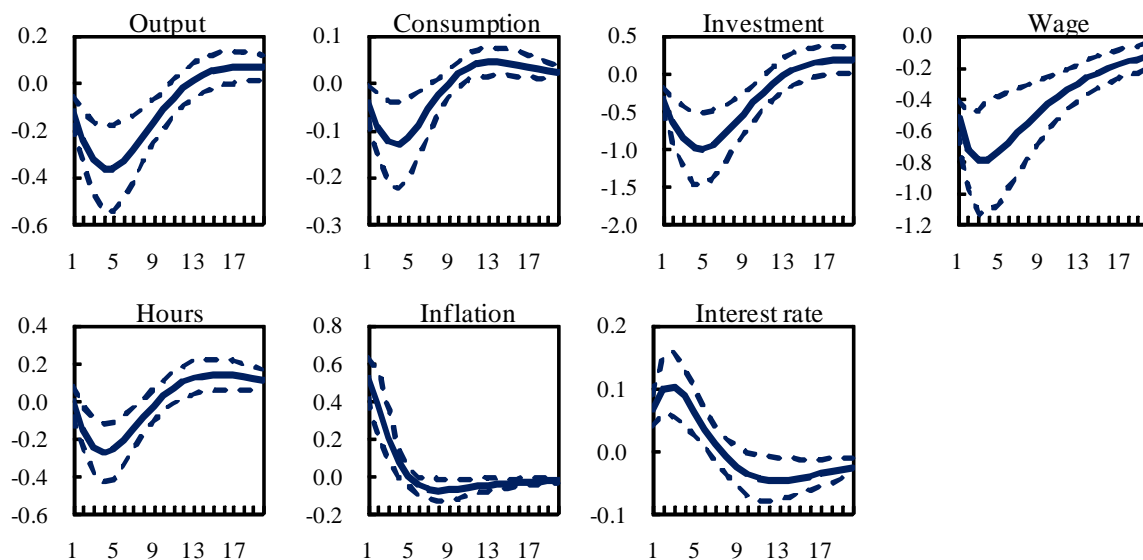 Output Consumption Investment Wage
0.2 0.1 0.5 0.0
0.0 0.0 0.0 -0.2
-0.2 -0.1 -0.5 -0.4
-0.4 -0.2 -1.0 -0.6
-0.6 -0.3 -1.5 -0.8
-2.0 -1.0
-1.2
1 5 9 13 17 1 5 9 13 17 1 5 9 13 17 1 5 9 13 17
Hours Inflation Interest rate
0.4 0.8 0.2
0.2 0.6 0.1
0.0 0.4 0.0
-0.2 0.2 -0.1
-0.4 0.0
-0.6 -0.2
1 5 9 13 17 1 5 9 13 17 1 5 9 13 17